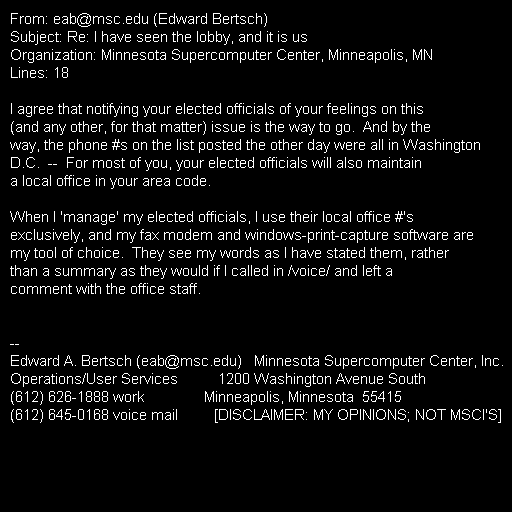 From: eab@msc.edu (Edward Bertsch)
Subject: Re: I have seen the lobby, and it is us
Organization: Minnesota Supercomputer Center, Minneapolis, MN
Lines: 18

I agree that notifying your elected officials of your feelings on this
(and any other, for that matter) issue is the way to go.  And by the
way, the phone #s on the list posted the other day were all in Washington
D.C.  --  For most of you, your elected officials will also maintain
a local office in your area code.

When I 'manage' my elected officials, I use their local office #'s
exclusively, and my fax modem and windows-print-capture software are
my tool of choice.  They see my words as I have stated them, rather
than a summary as they would if I called in /voice/ and left a
comment with the office staff.

--
Edward A. Bertsch (eab@msc.edu)   Minnesota Supercomputer Center, Inc.
Operations/User Services          1200 Washington Avenue South
(612) 626-1888 work               Minneapolis, Minnesota  55415
(612) 645-0168 voice mail         [DISCLAIMER: MY OPINIONS; NOT MSCI'S]